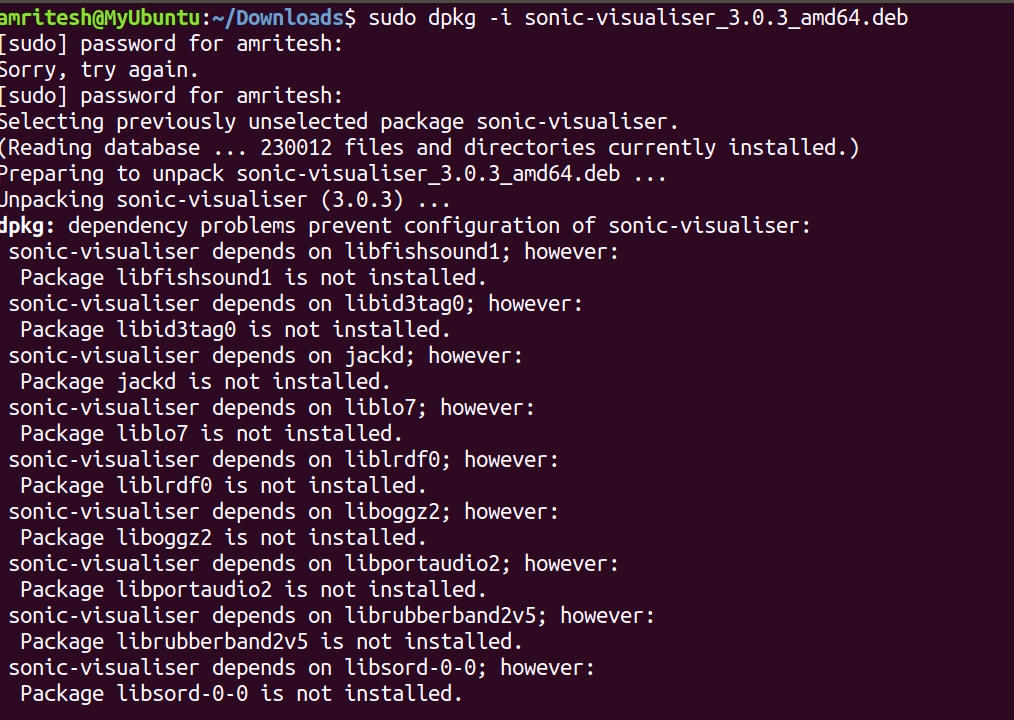 amritesh@MyUbuntu:~/Downloads$ sudo dpkg -i sonic-visualiser_3.0.3_amd64.deb
[sudo] password for amritesh:
Sorry, try again.
[sudo] password for amritesh:
Selecting previously unselected package sonic-visualiser.
(Reading database ... 230012 files and directories currently installed.)
Preparing to unpack sonic-visualiser_3.0.3_amd64.deb ...
Unpacking sonic-visualiser (3.0.3) ...
dpkg: dependency problems prevent configuration of sonic-visualiser:
 sonic-visualiser depends on libfishsound1; however:
  Package libfishsound1 is not installed.
 sonic-visualiser depends on libid3tag0; however:
  Package libid3tag0 is not installed.
 sonic-visualiser depends on jackd; however:
  Package jackd is not installed.
 sonic-visualiser depends on liblo7; however:
  Package liblo7 is not installed.
 sonic-visualiser depends on liblrdf0; however:
  Package liblrdf0 is not installed.
 sonic-visualiser depends on liboggz2; however:
  Package liboggz2 is not installed.
 sonic-visualiser depends on libportaudio2; however:
  Package libportaudio2 is not installed.
 sonic-visualiser depends on librubberband2v5; however:
  Package librubberband2v5 is not installed.
 sonic-visualiser depends on libsord-0-0; however:
  Package libsord-0-0 is not installed.